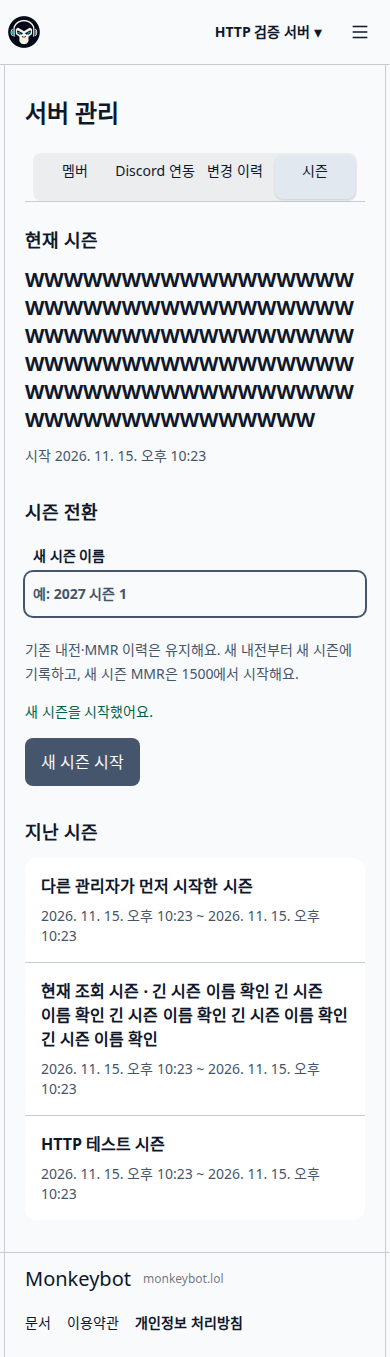 HTTP 검증 서버 ▾
서버 관리
멤버 Discord 연동 변경 이력 시즌
현재 시즌
WWWWWWWWWWWWWWWWW
WWWWWWWWWWWWWWWWW
WWWWWWWWWWWWWWWWW
WWWWWWWWWWWWWWWWW
WWWWWWWWWWWWWWWWW
WWWWWWWWWWWWWWW
시작 2026. 11. 15. 오후 10:23
시즌 전환
새 시즌 이름
예: 2027 시즌 1
기존 내전·MMR 이력은 유지해요. 새 내전부터 새 시즌에
기록하고, 새 시즌 MMR은 1500에서 시작해요.
새 시즌을 시작했어요.
새 시즌 시작
지난 시즌
다른 관리자가 먼저 시작한 시즌
2026. 11. 15. 오후 10:23 ~ 2026. 11. 15. 오후
10:23
현재 조회 시즌 · 긴 시즌 이름 확인 긴 시즌
이름 확인 긴 시즌 이름 확인 긴 시즌 이름 확인
긴 시즌 이름 확인
2026. 11. 15. 오후 10:23 ~ 2026. 11. 15. 오후
10:23
HTTP 테스트 시즌
2026. 11. 15. 오후 10:23 ~ 2026. 11. 15. 오후
10:23
Monkeybot monkeybot.lol
문서 이용약관 개인정보 처리방침